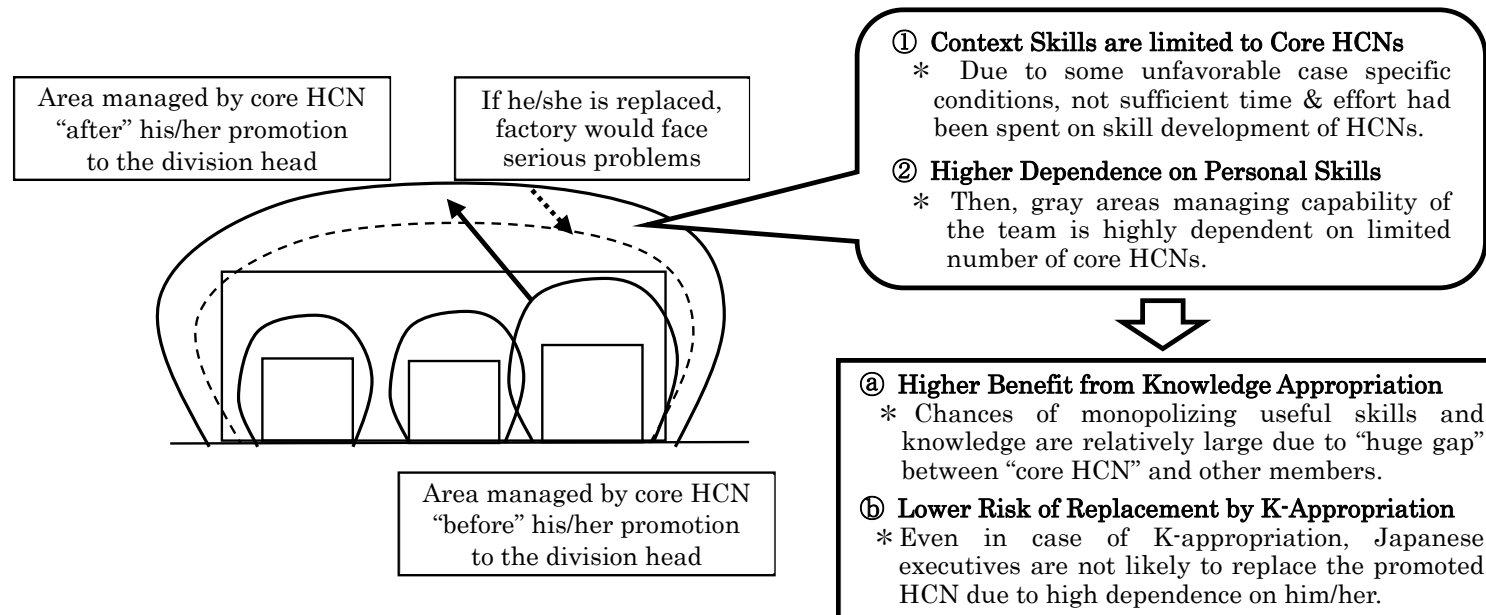 Area managed by core HCN
“after” his/her promotion
to the division head
If he/she is replaced,
factory would face
serious problems
① Context Skills are limited to Core HCNs
＊ Due to some unfavorable case specific
conditions, not sufficient time & effort had
been spent on skill development of HCNs.
② Higher Dependence on Personal Skills
＊ Then, gray areas managing capability of
the team is highly dependent on limited
number of core HCNs.
Area managed by core HCN
“before” his/her promotion
to the division head
ⓐ Higher Benefit from Knowledge Appropriation
＊ Chances of monopolizing useful skills and
knowledge are relatively large due to “huge gap”
between “core HCN” and other members.
ⓑ Lower Risk of Replacement by K-Appropriation
＊ Even in case of K-appropriation, Japanese
executives are not likely to replace the promoted
HCN due to high dependence on him/her.